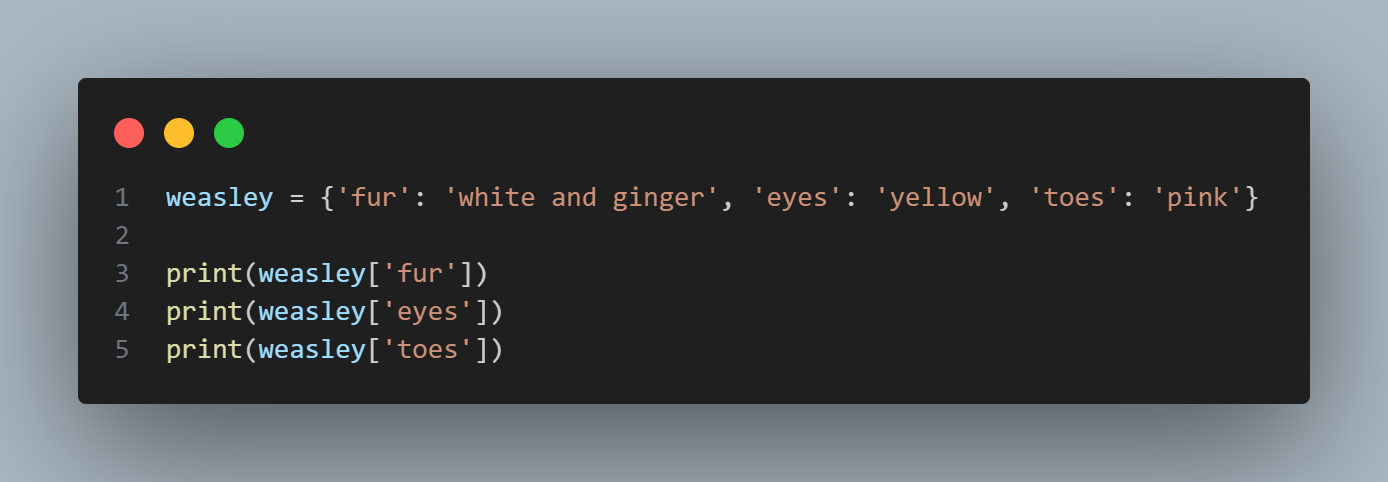 1 weasley = {'fur': 'white and ginger', 'eyes': 'yellow', 'toes': 'pink'}
2
3 print(weasley['fur'])
4 print(weasley['eyes'])
5 print(weasley['toes'])